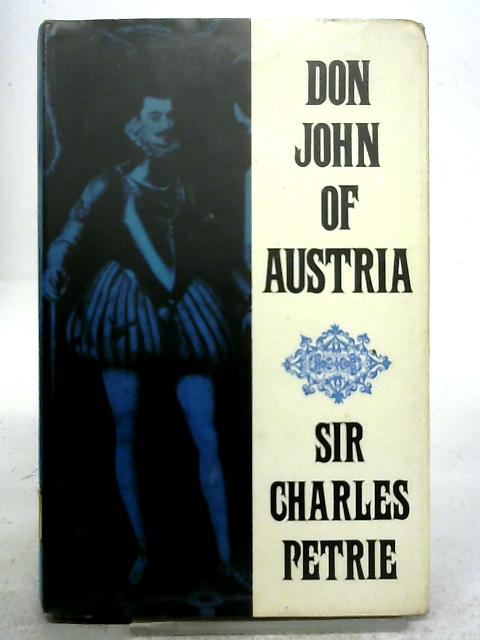 DON
JOHN
OF
AUSTRIA
SIR
CHARLES
PETRIE